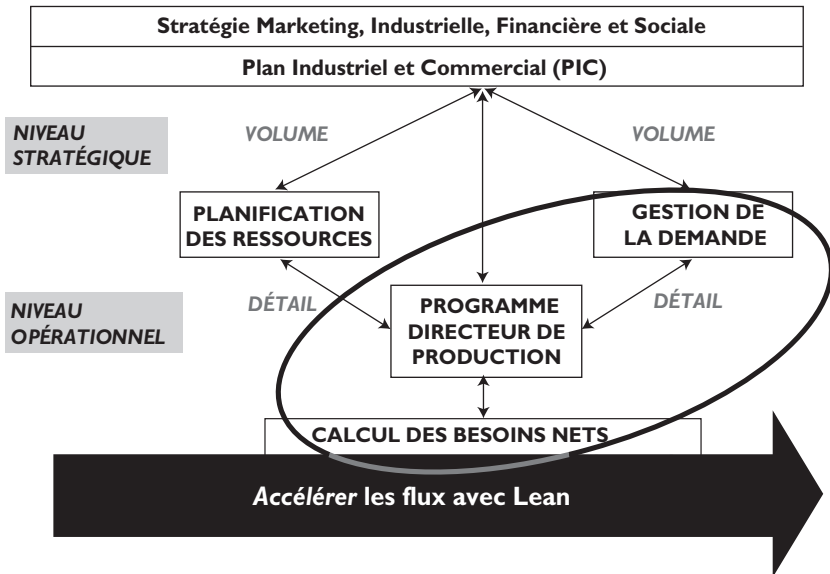 Stratégie Marketing, Industrielle, Financière et Sociale
Plan Industriel et Commercial (PIC)
NIVEAU
STRATÉGIQUE
VOLUME
VOLUME
PLANIFICATION
DES RESSOURCES
GESTION DE
LA DEMANDE
NIVEAU
OPÉRATIONNEL
DÉTAIL
PROGRAMME
DIRECTEUR DE
PRODUCTION
DÉTAIL
CALCUL DES BESOINS NETS
Accélérer les flux avec Lean